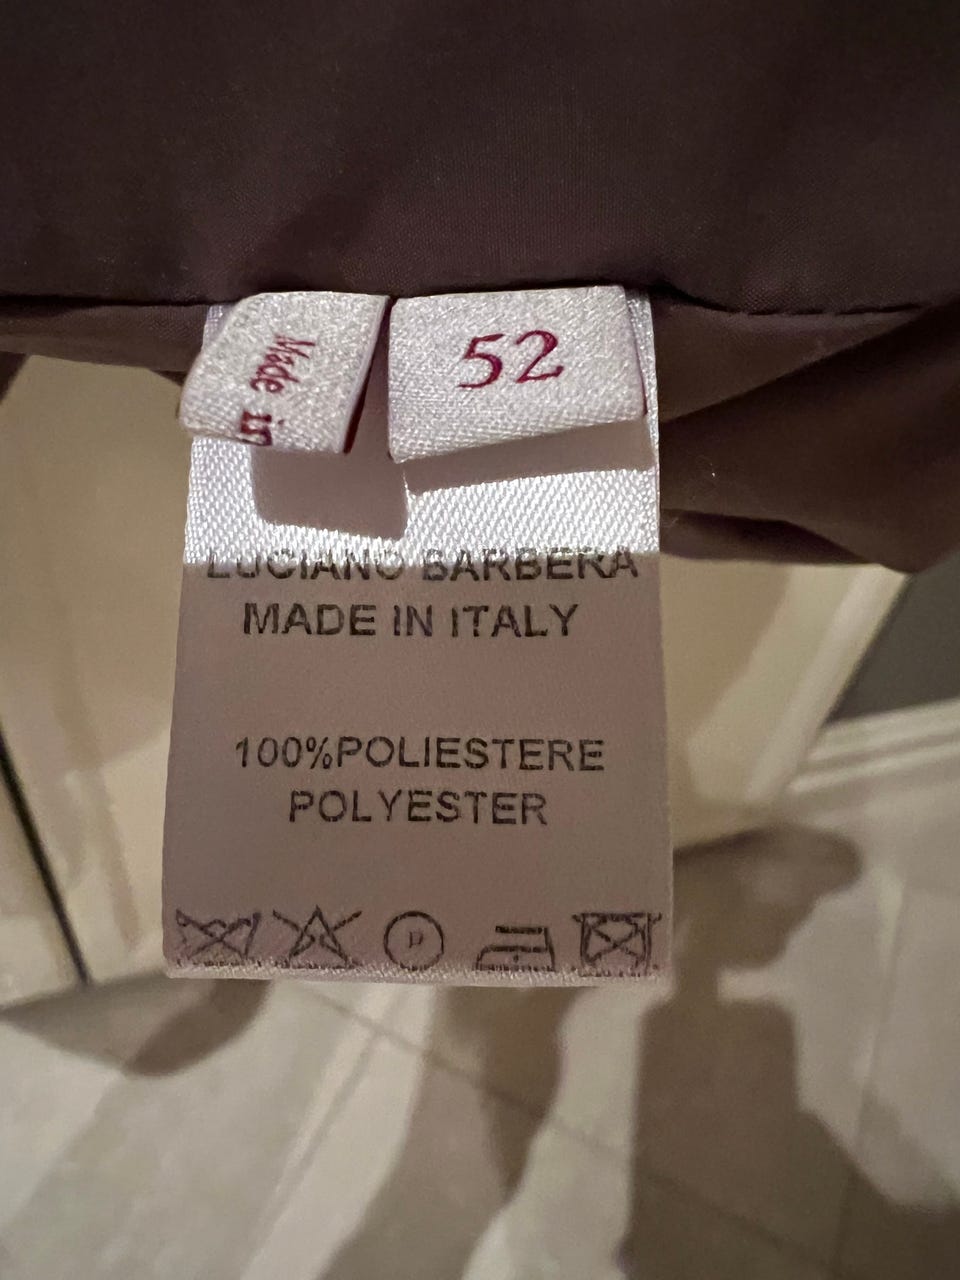 Made in
52
LUCIANO BARBERA
MADE IN ITALY
100%POLIESTERE
POLYESTER
P